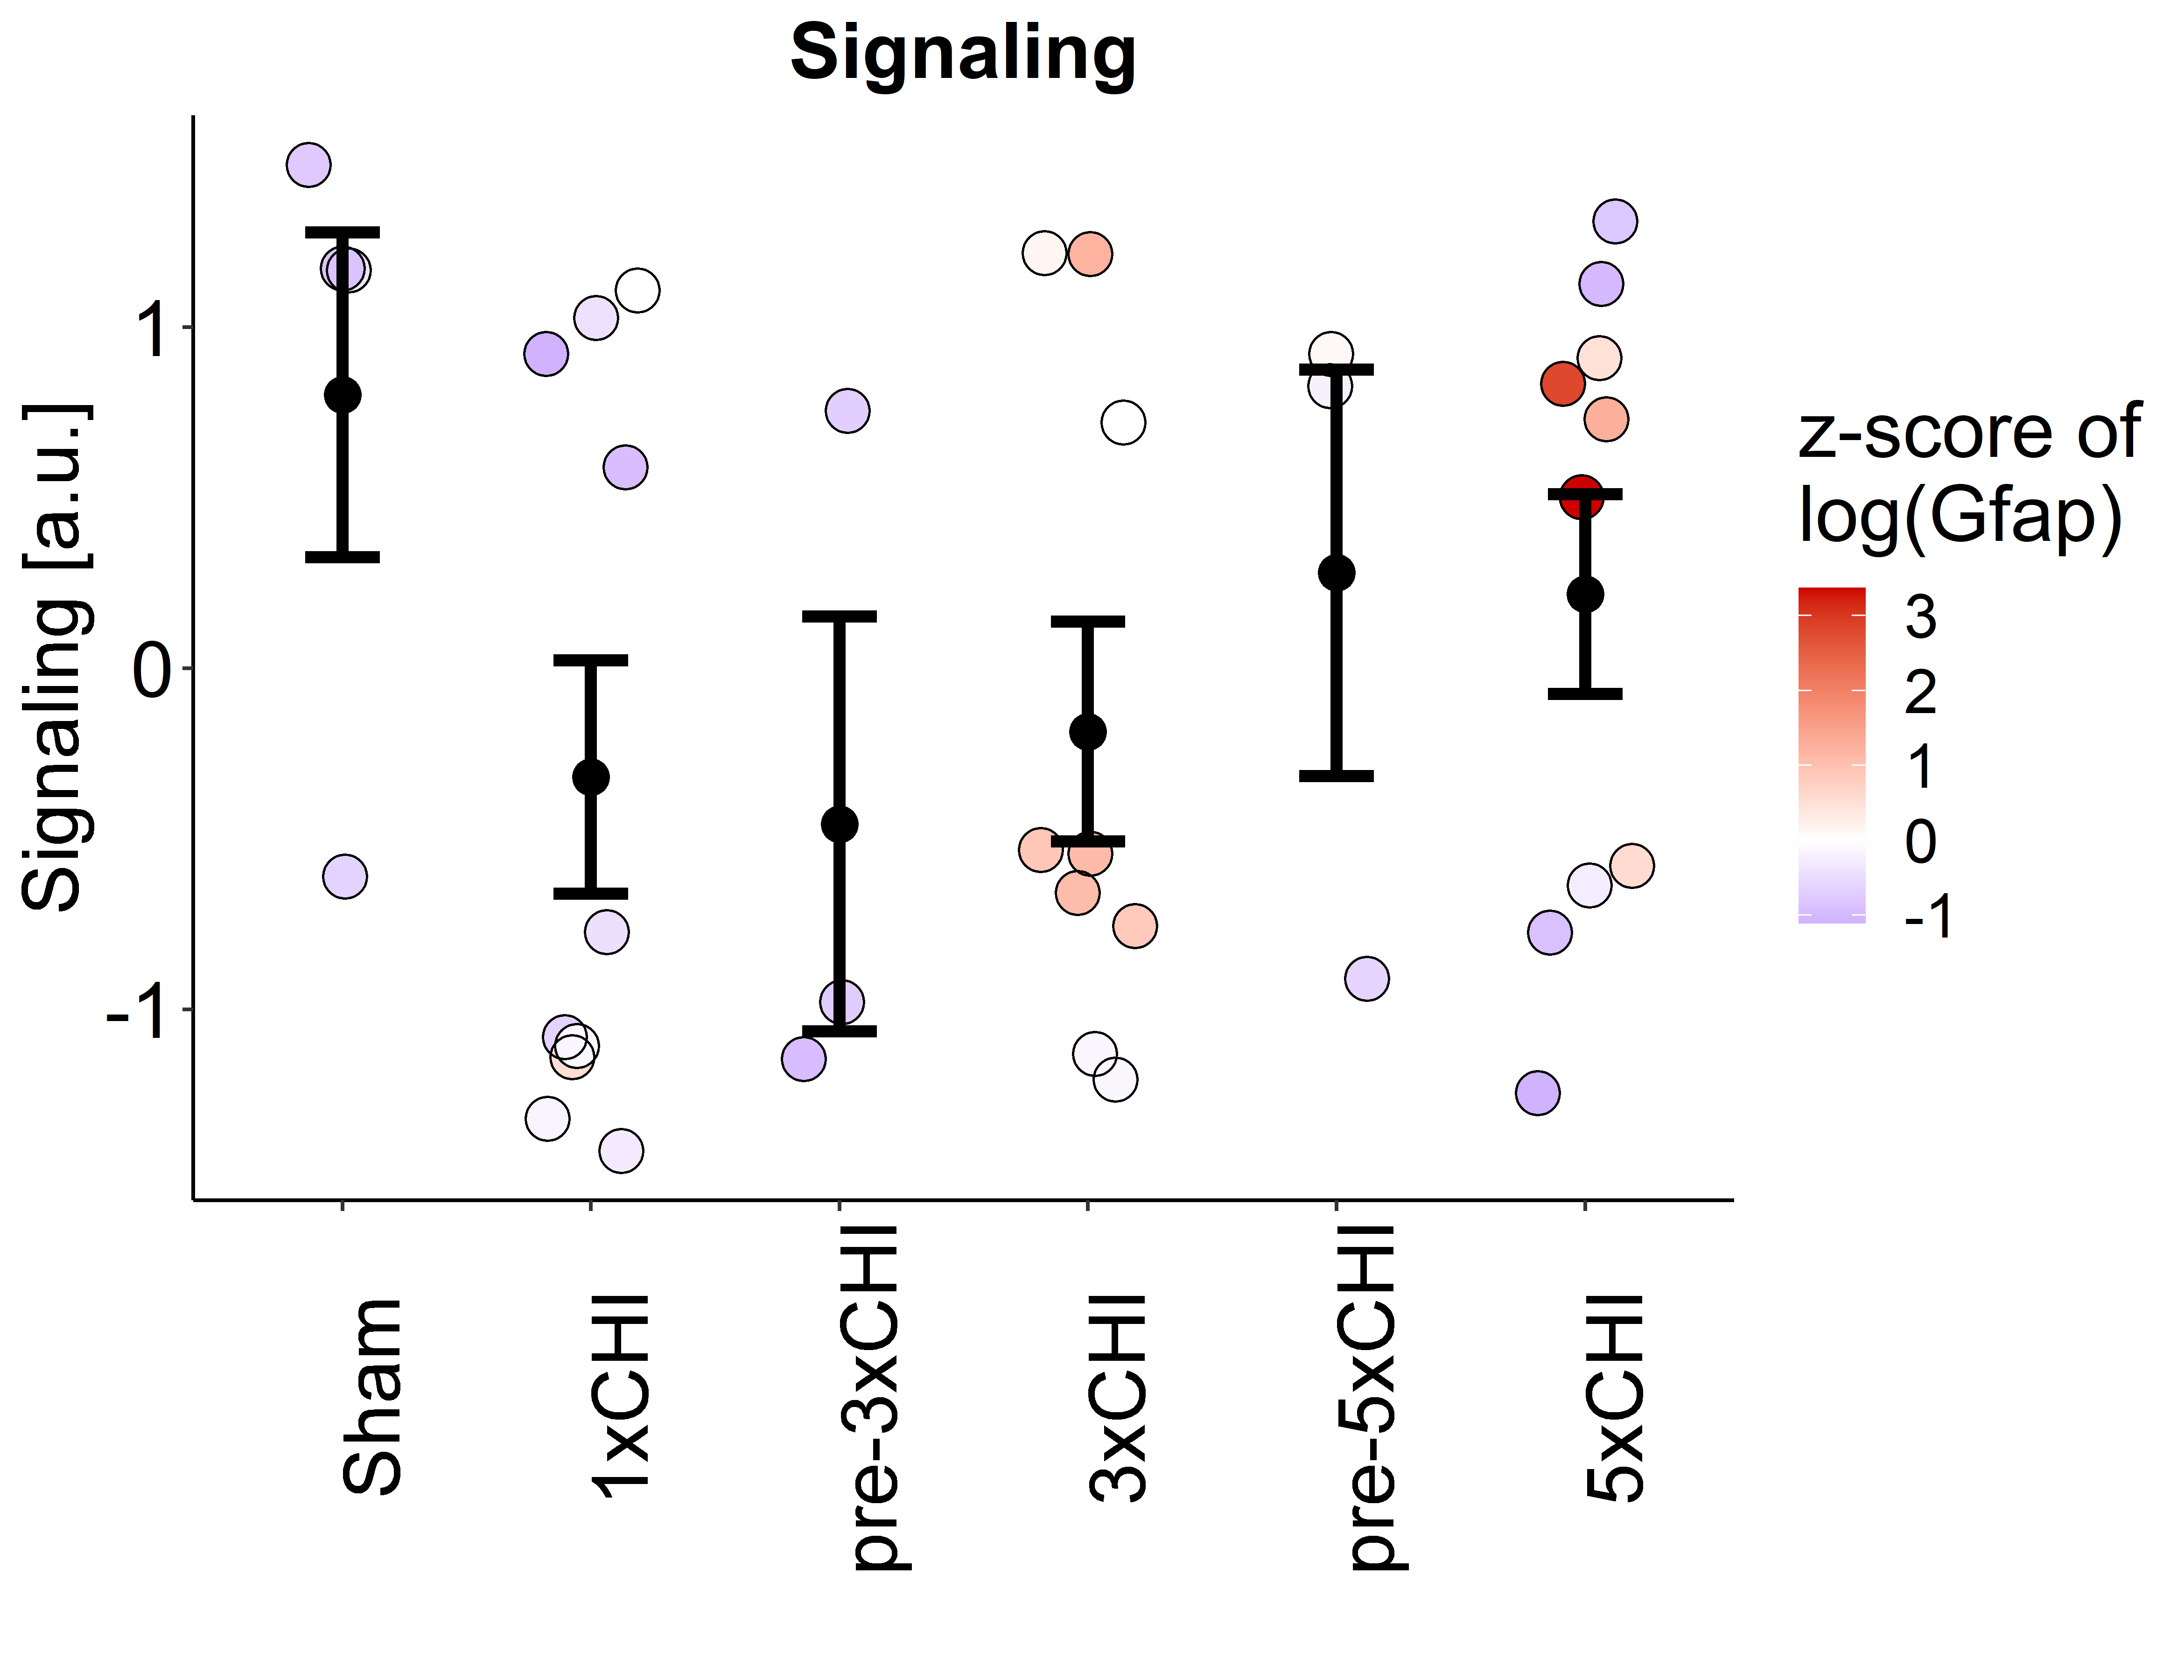 Signaling
Signaling [a.u.]
1
0
-1
Sham
1xCHI
pre-3xCHI
3xCHI
pre-5xCHI
5xCHI
z-score of
log(Gfap)
3
2
1
0
-1